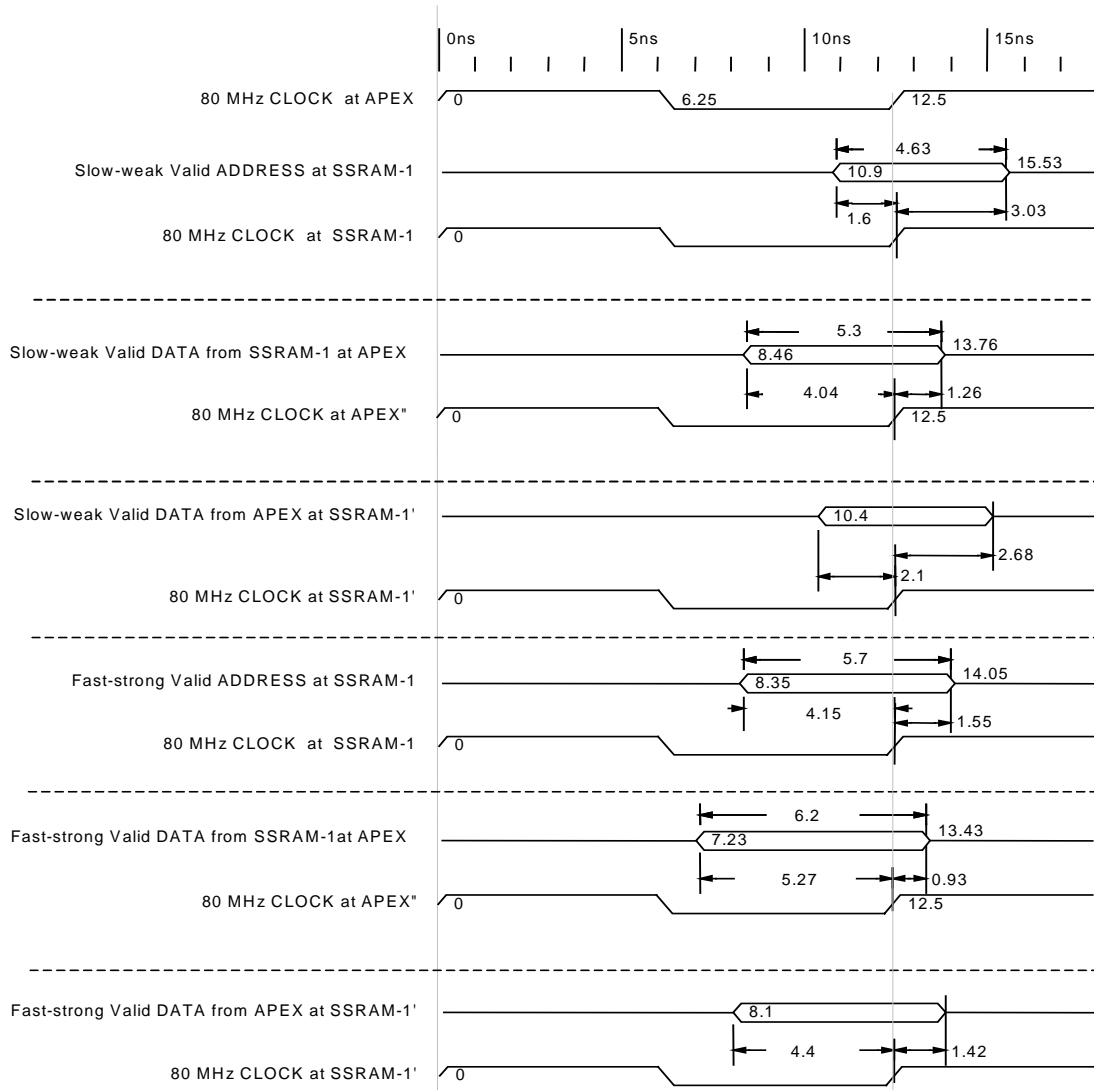 0ns 5ns 10ns 15ns
80 MHz CLOCK at APEX 0 6.25 12.5
4.63
Slow-weak Valid ADDRESS at SSRAM-1 10.9 15.53
1.6 3.03
80 MHz CLOCK at SSRAM-1 0
5.3
Slow-weak Valid DATA from SSRAM-1 at APEX 8.46 13.76
4.04 1.26
80 MHz CLOCK at APEX" 0 12.5
Slow-weak Valid DATA from APEX at SSRAM-1' 10.4
2.68
2.1
80 MHz CLOCK at SSRAM-1' 0
5.7
Fast-strong Valid ADDRESS at SSRAM-1 8.35 14.05
4.15 1.55
80 MHz CLOCK at SSRAM-1 0
6.2
Fast-strong Valid DATA from SSRAM-1at APEX 7.23 13.43
5.27 0.93
80 MHz CLOCK at APEX" 0 12.5
Fast-strong Valid DATA from APEX at SSRAM-1' 8.1
4.4 1.42
80 MHz CLOCK at SSRAM-1' 0